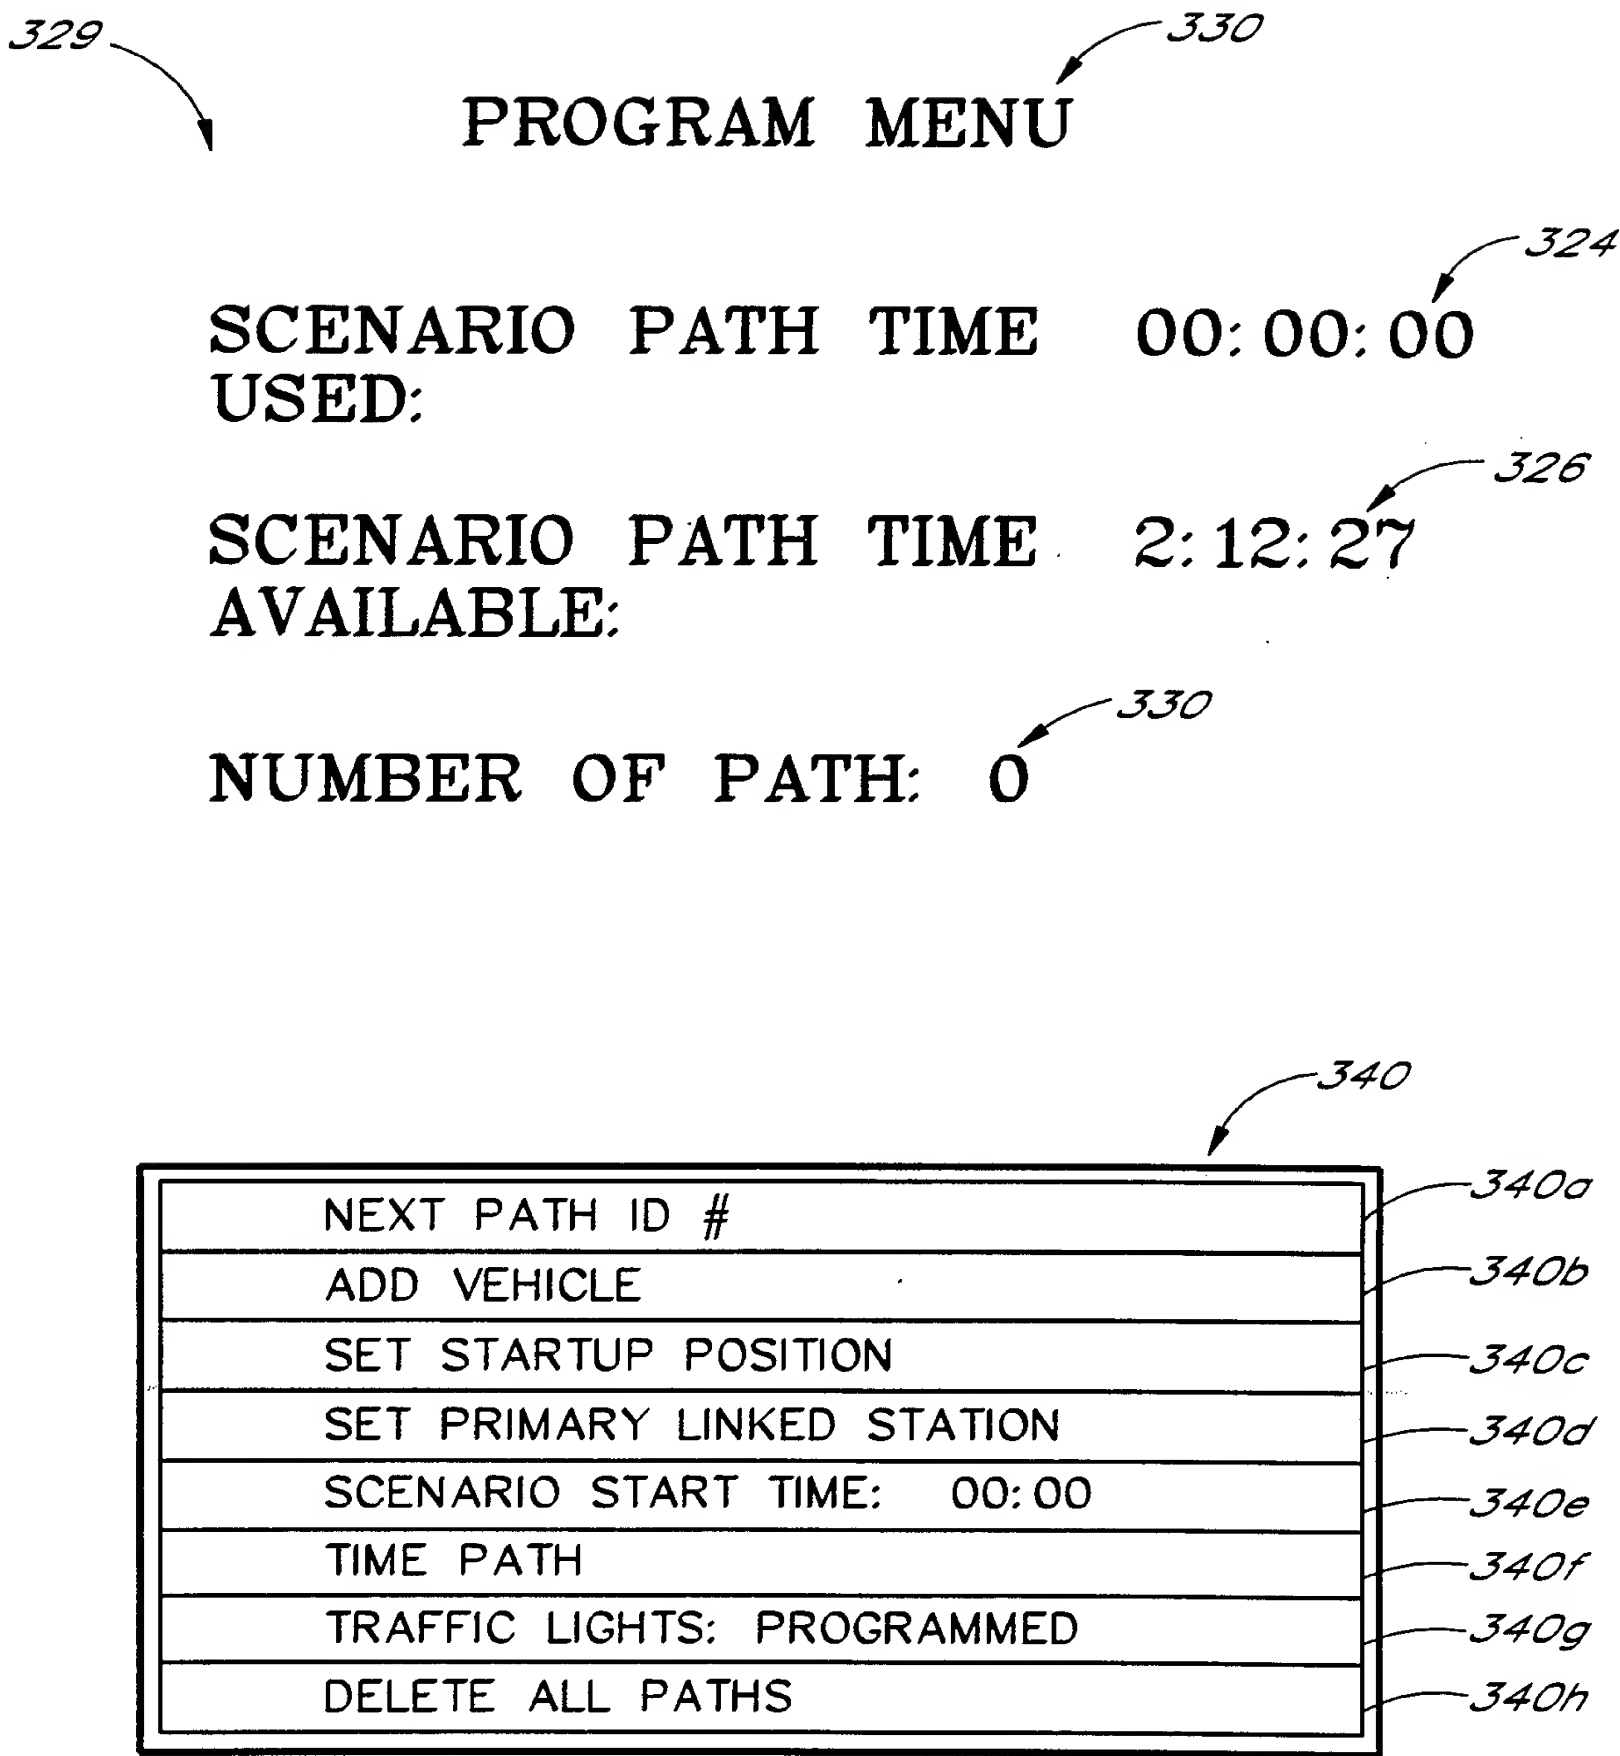 329
330
PROGRAM MENU
324
SCENARIO PATH TIME 00:00:00
USED:
326
SCENARIO PATH TIME 2:12:27
AVAILABLE:
330
NUMBER OF PATH: 0
340
NEXT PATH ID # 340a
ADD VEHICLE 340b
SET STARTUP POSITION 340c
SET PRIMARY LINKED STATION 340d
SCENARIO START TIME: 00:00 340e
TIME PATH 340f
TRAFFIC LIGHTS: PROGRAMMED 340g
DELETE ALL PATHS 340h